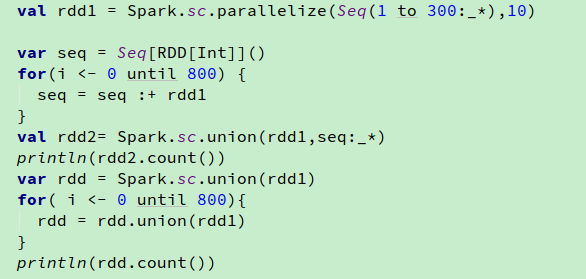 val rdd1 = Spark.sc.parallelize(Seq(1 to 300:_*),10)
var seq = Seq[RDD[Int]]()
for(i <- 0 until 800) {
seq = seq :+ rdd1
}
val rdd2= Spark.sc.union(rdd1,seq:_*)
println(rdd2.count())
var rdd = Spark.sc.union(rdd1)
for( i <- 0 until 800){
rdd = rdd.union(rdd1)
}
println(rdd.count())